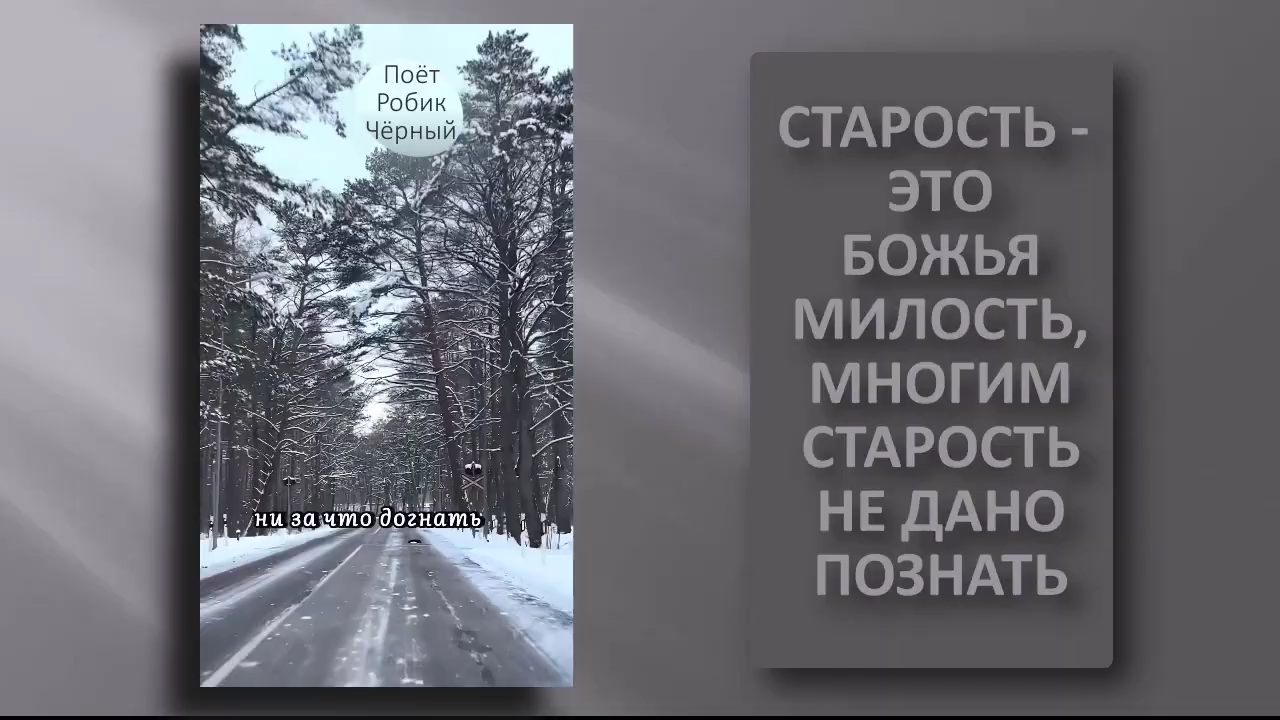 Поёт
Робик
Чёрный
ни за что догнать
СТАРОСТЬ -
ЭТО
БОЖЬЯ
МИЛОСТЬ,
МНОГИМ
СТАРОСТЬ
НЕ ДАНО
ПОЗНАТЬ